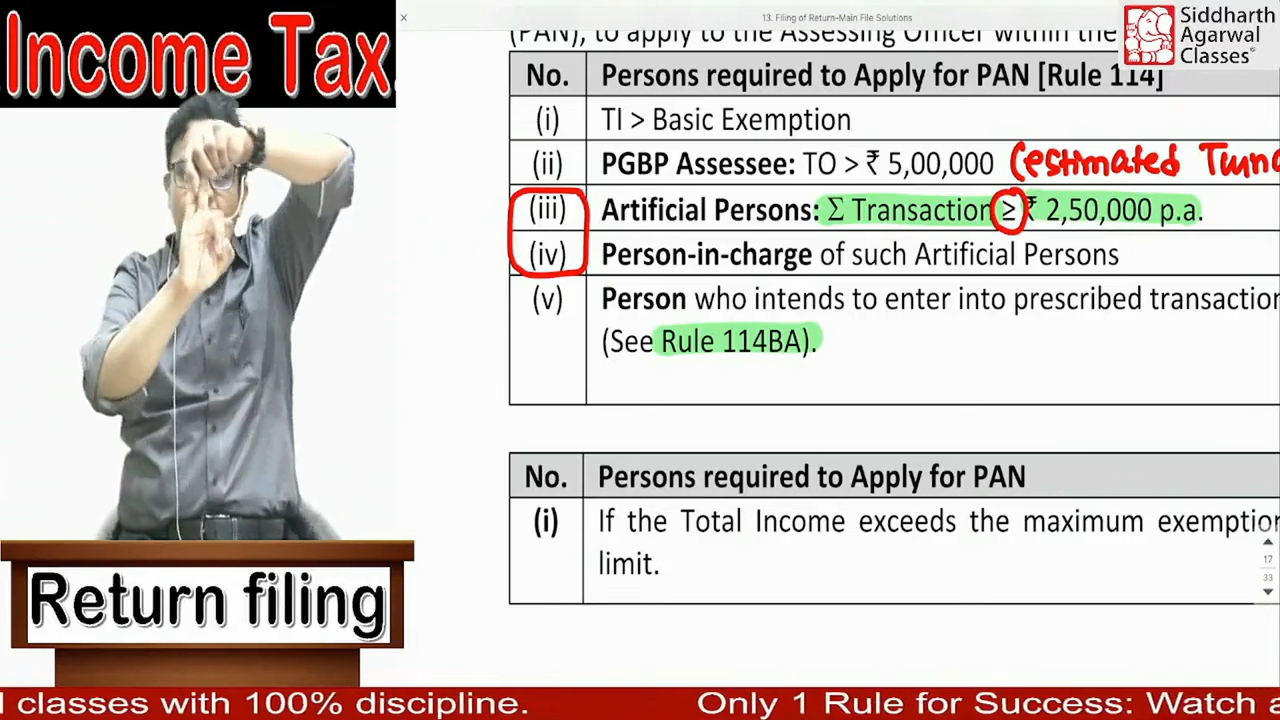 Income Tax
Return filing
×
13. Filing of Return-Main File Solutions
Siddharth
Agarwal
Classes®
(PAN), to apply to the Assessing Officer within the
No. Persons required to Apply for PAN [Rule 114]
(i) TI > Basic Exemption
(ii) PGBP Assessee: TO > ₹ 5,00,000 (estimated
(iii) Artificial Persons: Σ Transaction ≥ ₹ 2,50,000 p.a.
(iv) Person-in-charge of such Artificial Persons
(v) Person who intends to enter into prescribed
(See Rule 114BA).
No. Persons required to Apply for PAN
(i) If the Total Income exceeds the maximum
limit.
17
33
classes with 100% discipline. Only 1 Rule for Success: Watch